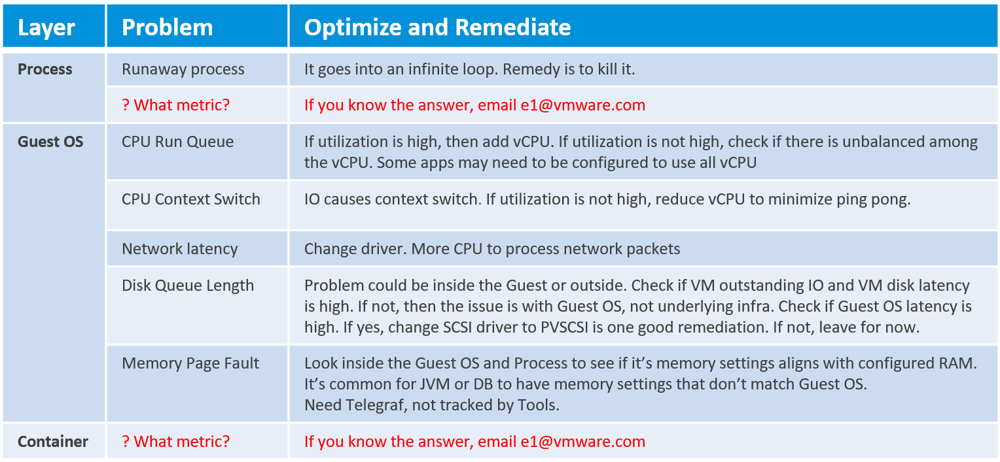 Layer Problem Optimize and Remediate
Process Runaway process It goes into an infinite loop. Remedy is to kill it.
? What metric? If you know the answer, email e1@vmware.com
Guest OS CPU Run Queue If utilization is high, then add vCPU. If utilization is not high, check if there is unbalanced among
the vCPU. Some apps may need to be configured to use all vCPU
CPU Context Switch IO causes context switch. If utilization is not high, reduce vCPU to minimize ping pong.
Network latency Change driver. More CPU to process network packets
Disk Queue Length Problem could be inside the Guest or outside. Check if VM outstanding IO and VM disk latency
is high. If not, then the issue is with Guest OS, not underlying infra. Check if Guest OS latency is
high. If yes, change SCSI driver to PVSCSI is one good remediation. If not, leave for now.
Memory Page Fault Look inside the Guest OS and Process to see if it’s memory settings aligns with configured RAM.
It’s common for JVM or DB to have memory settings that don’t match Guest OS.
Need Telegraf, not tracked by Tools.
Container ? What metric? If you know the answer, email e1@vmware.com